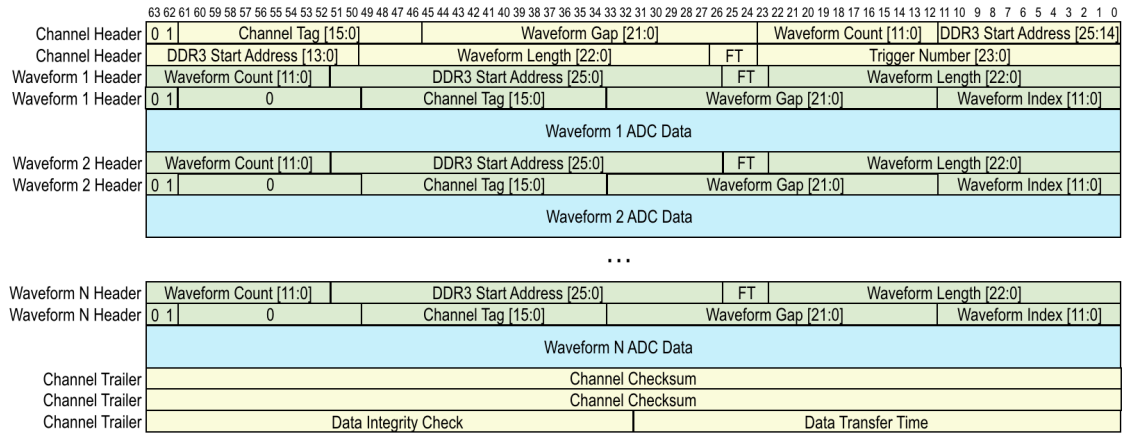 63 62 61 60 59 58 57 56 55 54 53 52 51 50 49 48 47 46 45 44 43 42 41 40 39 38 37 36 35 34 33 32 31 30 29 28 27 26 25 24 23 22 21 20 19 18 17 16 15 14 13 12 11 10 9 8 7 6 5 4 3 2 1 0
Channel Header 0 1 Channel Tag [15:0] Waveform Gap [21:0] Waveform Count [11:0] DDR3 Start Address [25:14]
Channel Header DDR3 Start Address [13:0] Waveform Length [22:0] FT Trigger Number [23:0]
Waveform 1 Header Waveform Count [11:0] DDR3 Start Address [25:0] FT Waveform Length [22:0]
Waveform 1 Header 0 1 0 Channel Tag [15:0] Waveform Gap [21:0] Waveform Index [11:0]
Waveform 1 ADC Data
Waveform 2 Header Waveform Count [11:0] DDR3 Start Address [25:0] FT Waveform Length [22:0]
Waveform 2 Header 0 1 0 Channel Tag [15:0] Waveform Gap [21:0] Waveform Index [11:0]
Waveform 2 ADC Data
...
Waveform N Header Waveform Count [11:0] DDR3 Start Address [25:0] FT Waveform Length [22:0]
Waveform N Header 0 1 0 Channel Tag [15:0] Waveform Gap [21:0] Waveform Index [11:0]
Waveform N ADC Data
Channel Trailer Channel Checksum
Channel Trailer Channel Checksum
Channel Trailer Data Integrity Check Data Transfer Time